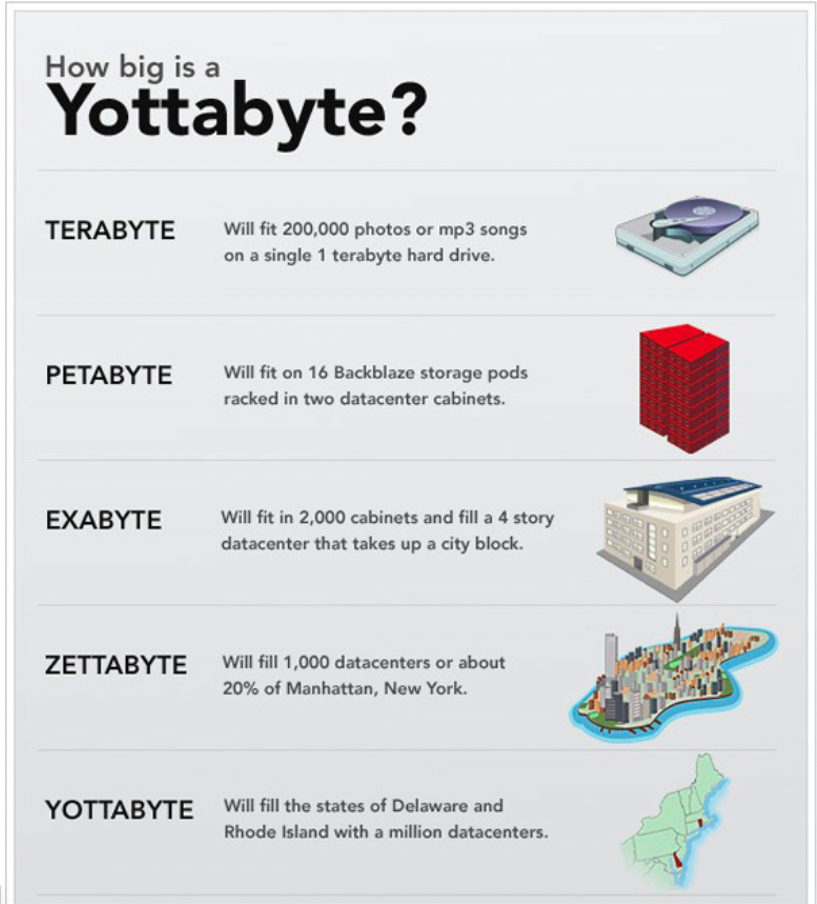 How big is a
Yottabyte?
TERABYTE
Will fit 200,000 photos or mp3 songs
on a single 1 terabyte hard drive.
PETABYTE
Will fit on 16 Backblaze storage pods
racked in two datacenter cabinets.
EXABYTE
Will fit in 2,000 cabinets and fill a 4 story
datacenter that takes up a city block.
ZETTABYTE
Will fill 1,000 datacenters or about
20% of Manhattan, New York.
YOTTABYTE
Will fill the states of Delaware and
Rhode Island with a million datacenters.